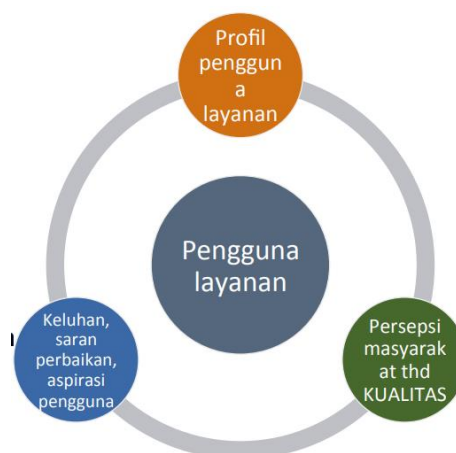 Profil
penggun
a
layanan
Pengguna
layanan
Keluhan,
saran
perbaikan,
aspirasi
pengguna
Persepsi
masyarak
at thd
KUALITAS